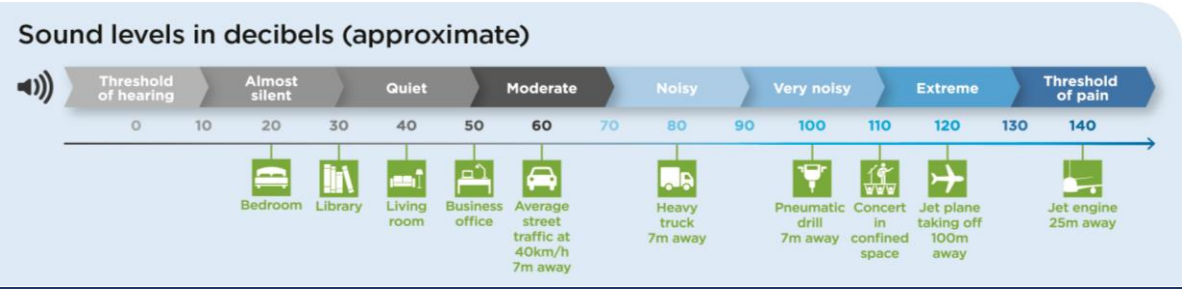 Sound levels in decibels (approximate)
Threshold of hearing Almost silent Quiet Moderate Noisy Very noisy Extreme Threshold of pain
0 10 20 30 40 50 60 70 80 90 100 110 120 130 140
Bedroom
Library
Living
room
Business
office
Average
street
traffic at
40km/h
7m away
Heavy
truck
7m away
Pneumatic
drill
7m away
Concert
in
confined
space
Jet plane
taking off
100m
away
Jet engine
25m away